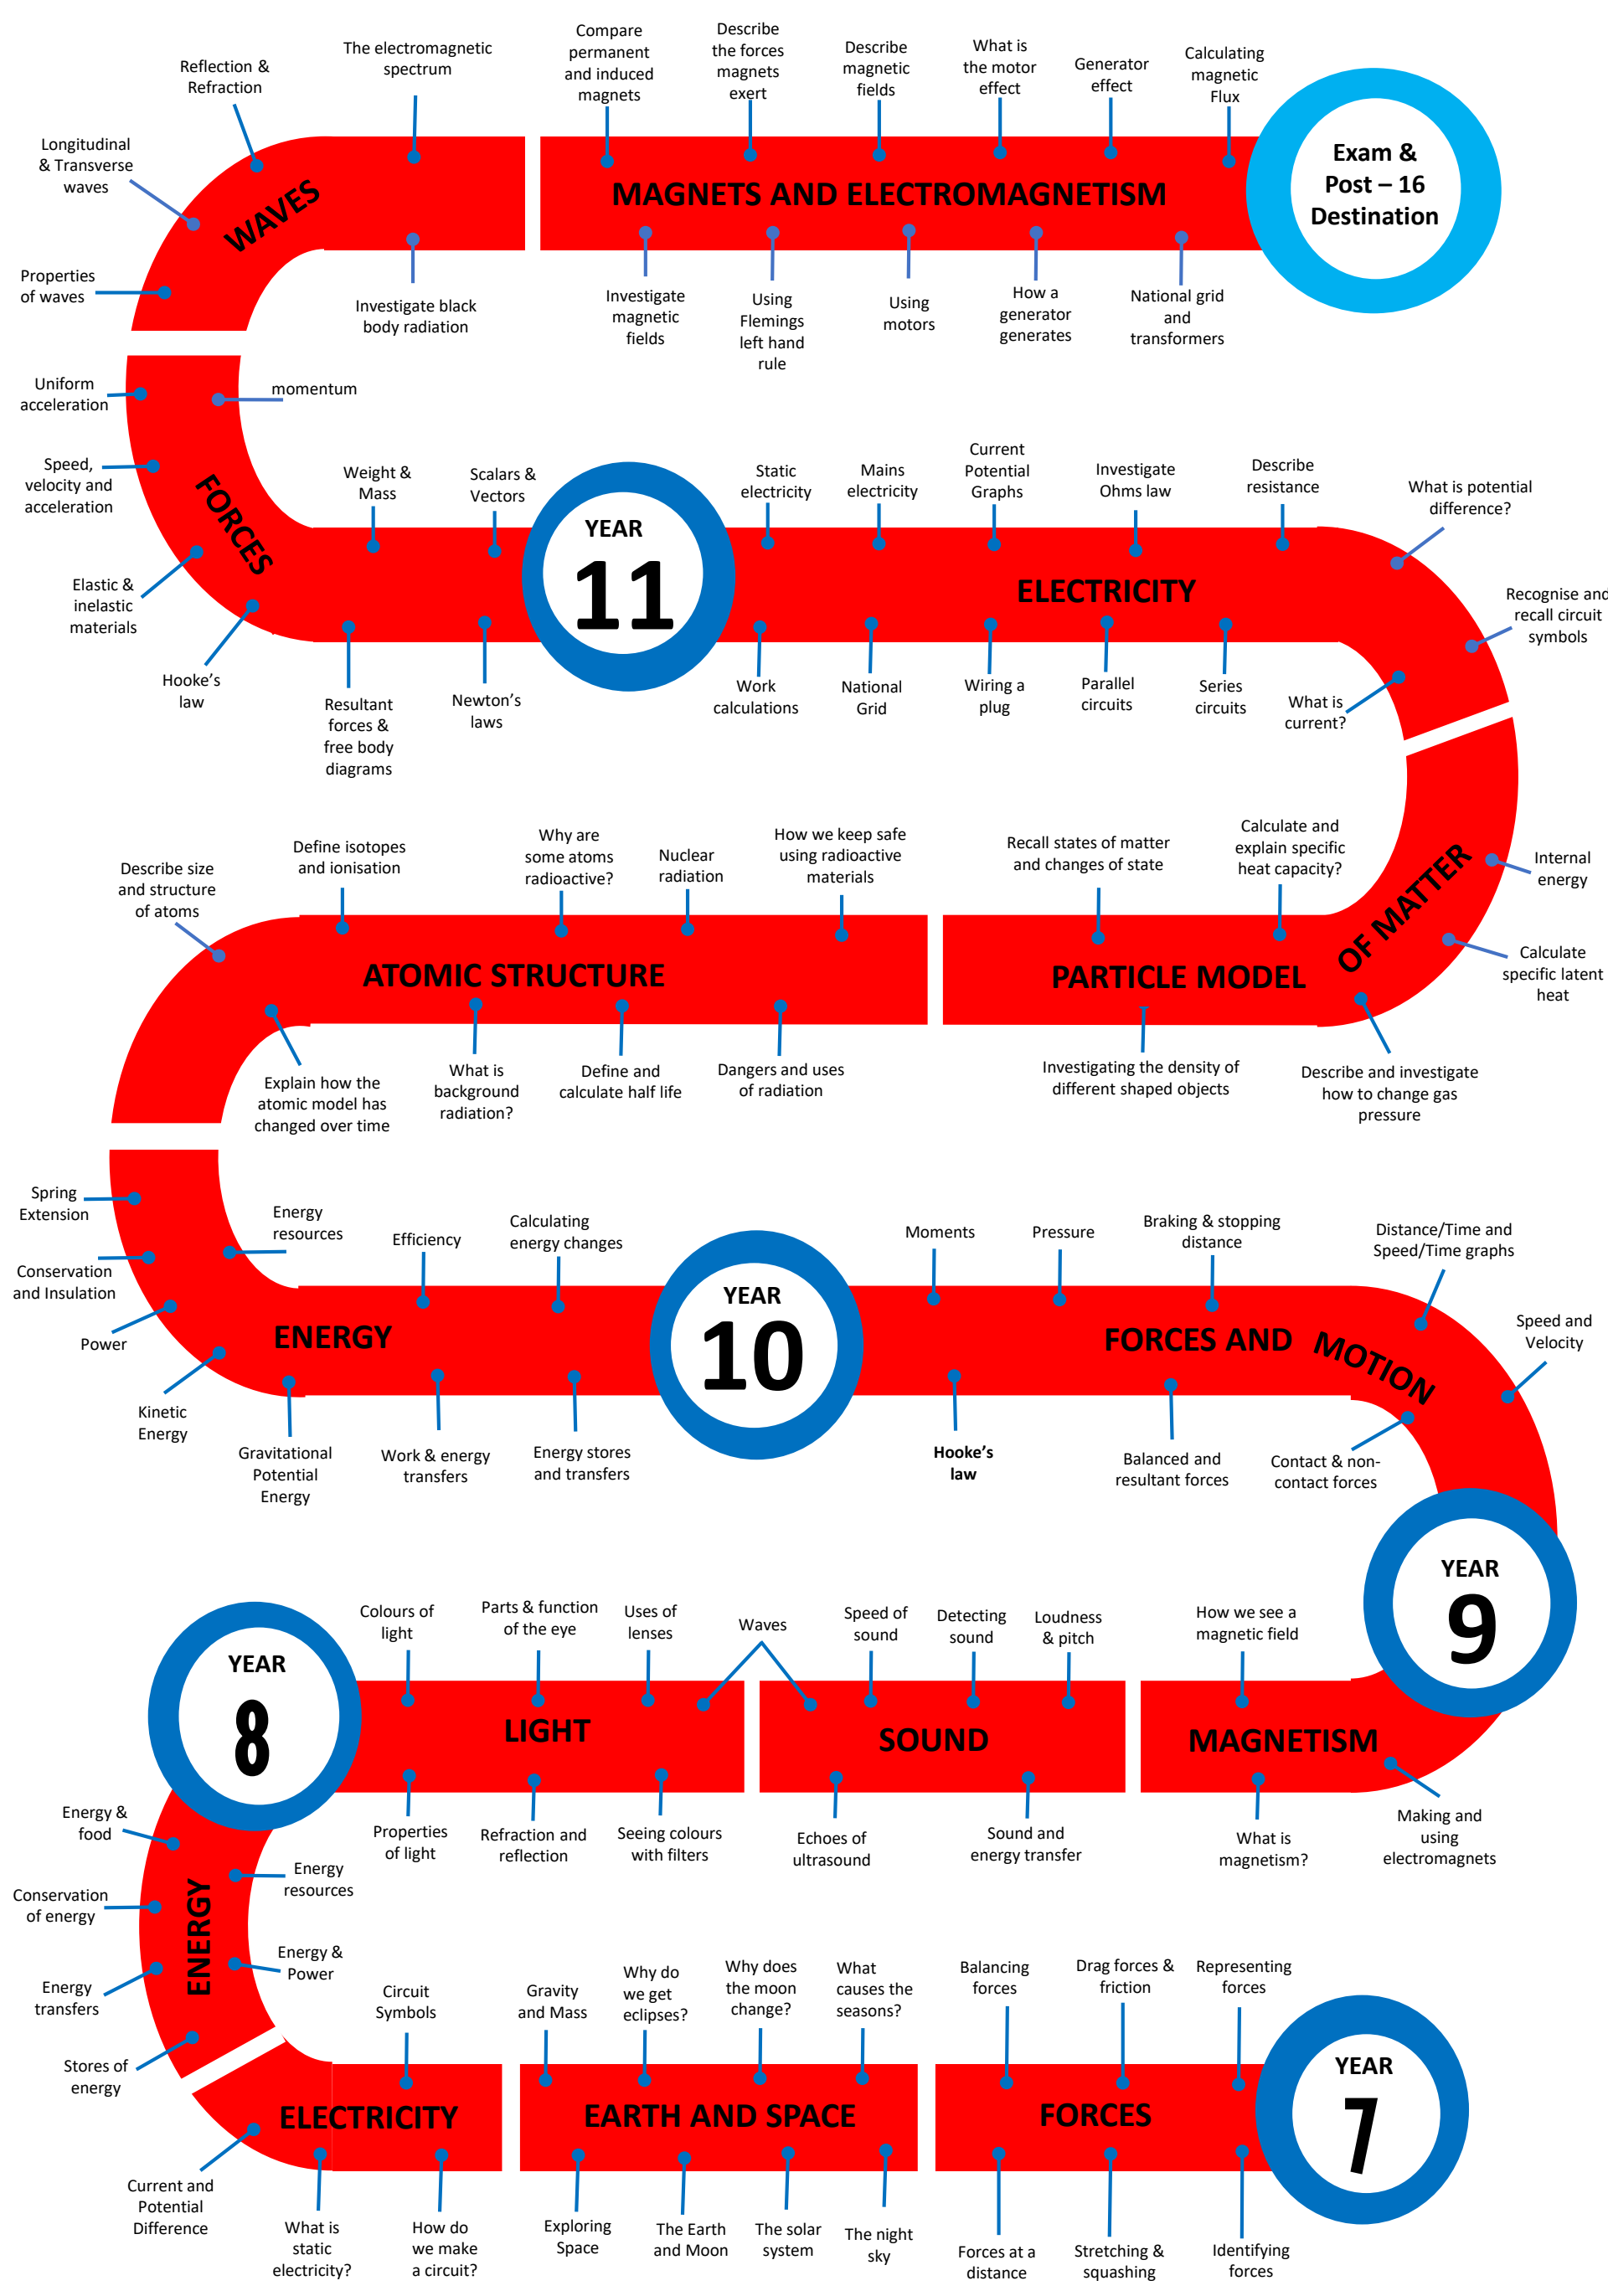 Compare
permanent
and induced
magnets
Describe
the forces
magnets
exert
Describe
magnetic
fields
What is
the motor
effect
Generator
effect
Calculating
magnetic
Flux
The electromagnetic
spectrum
Reflection &
Refraction
Longitudinal
& Transverse
waves
Properties
of waves
WAVES
MAGNETS AND ELECTROMAGNETISM
Exam &
Post – 16
Destination
Investigate black
body radiation
Investigate
magnetic
fields
Using
Flemings
left hand
rule
Using
motors
How a
generator
generates
National grid
and
transformers
Uniform
acceleration
momentum
Speed,
velocity and
acceleration
FORCES
Elastic &
inelastic
materials
Hooke's
law
Weight &
Mass
Scalars &
Vectors
Resultant
forces &
free body
diagrams
Newton's
laws
YEAR
11
Static
electricity
Mains
electricity
Current
Potential
Graphs
Investigate
Ohms law
Describe
resistance
What is potential
difference?
Recognise and
recall circuit
symbols
ELECTRICITY
Work
calculations
National
Grid
Wiring a
plug
Parallel
circuits
Series
circuits
What is
current?
Describe size
and structure
of atoms
Define isotopes
and ionisation
Why are
some atoms
radioactive?
Nuclear
radiation
How we keep safe
using radioactive
materials
Recall states of matter
and changes of state
Calculate and
explain specific
heat capacity?
Internal
energy
Calculate
specific latent
heat
ATOMIC STRUCTURE
PARTICLE MODEL
OF MATTER
Explain how the
atomic model has
changed over time
What is
background
radiation?
Define and
calculate half life
Dangers and uses
of radiation
Investigating the density of
different shaped objects
Describe and investigate
how to change gas
pressure
Spring
Extension
Conservation
and Insulation
Power
Kinetic
Energy
Energy
resources
Efficiency
Calculating
energy changes
ENERGY
Gravitational
Potential
Energy
Work & energy
transfers
Energy stores
and transfers
YEAR
10
Moments
Pressure
Braking & stopping
distance
Distance/Time and
Speed/Time graphs
Speed and
Velocity
FORCES AND
MOTION
Hooke's
law
Balanced and
resultant forces
Contact & non-
contact forces
YEAR
9
YEAR
8
Colours of
light
Parts & function
of the eye
Uses of
lenses
Waves
Speed of
sound
Detecting
sound
Loudness
& pitch
How we see a
magnetic field
LIGHT
SOUND
MAGNETISM
Properties
of light
Refraction and
reflection
Seeing colours
with filters
Echoes of
ultrasound
Sound and
energy transfer
What is
magnetism?
Making and
using
electromagnets
Energy &
food
Energy
resources
Conservation
of energy
ENERGY
Energy &
Power
Energy
transfers
Stores of
energy
Circuit
Symbols
Gravity
and Mass
Why do
we get
eclipses?
Why does
the moon
change?
What
causes the
seasons?
Balancing
forces
Drag forces &
friction
Representing
forces
ELECTRICITY
EARTH AND SPACE
FORCES
YEAR
7
Current and
Potential
Difference
What is
static
electricity?
How do
we make
a circuit?
Exploring
Space
The Earth
and Moon
The solar
system
The night
sky
Forces at a
distance
Stretching &
squashing
Identifying
forces